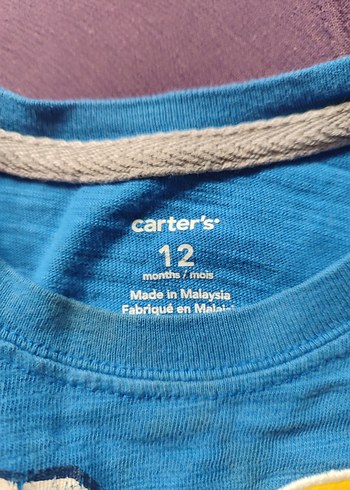 carter's
12
months / mois
Made in Malaysia
Fabriqué en